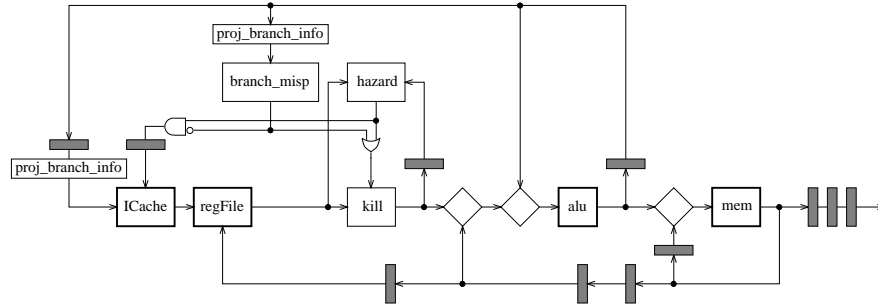 proj_branch_info
branch_misp
hazard
proj_branch_info
ICache
regFile
kill
alu
mem